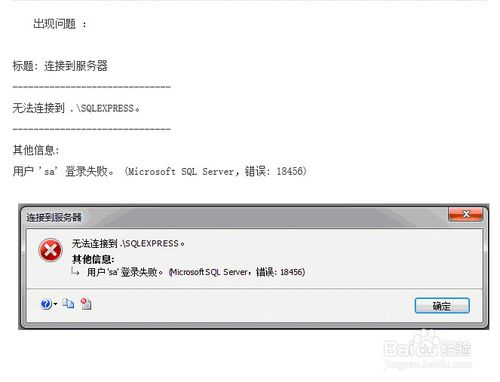 出现问题 :
标题: 连接到服务器
------------------------------
无法连接到 .\SQLEXPRESS。
------------------------------
其他信息:
用户 'sa' 登录失败。 (Microsoft SQL Server，错误: 18456)
连接到服务器
无法连接到 .\SQLEXPRESS。
其他信息:
用户 'sa' 登录失败。 (Microsoft SQL Server，错误: 18456)
确定
Baidu经验
jingyan.baidu.com